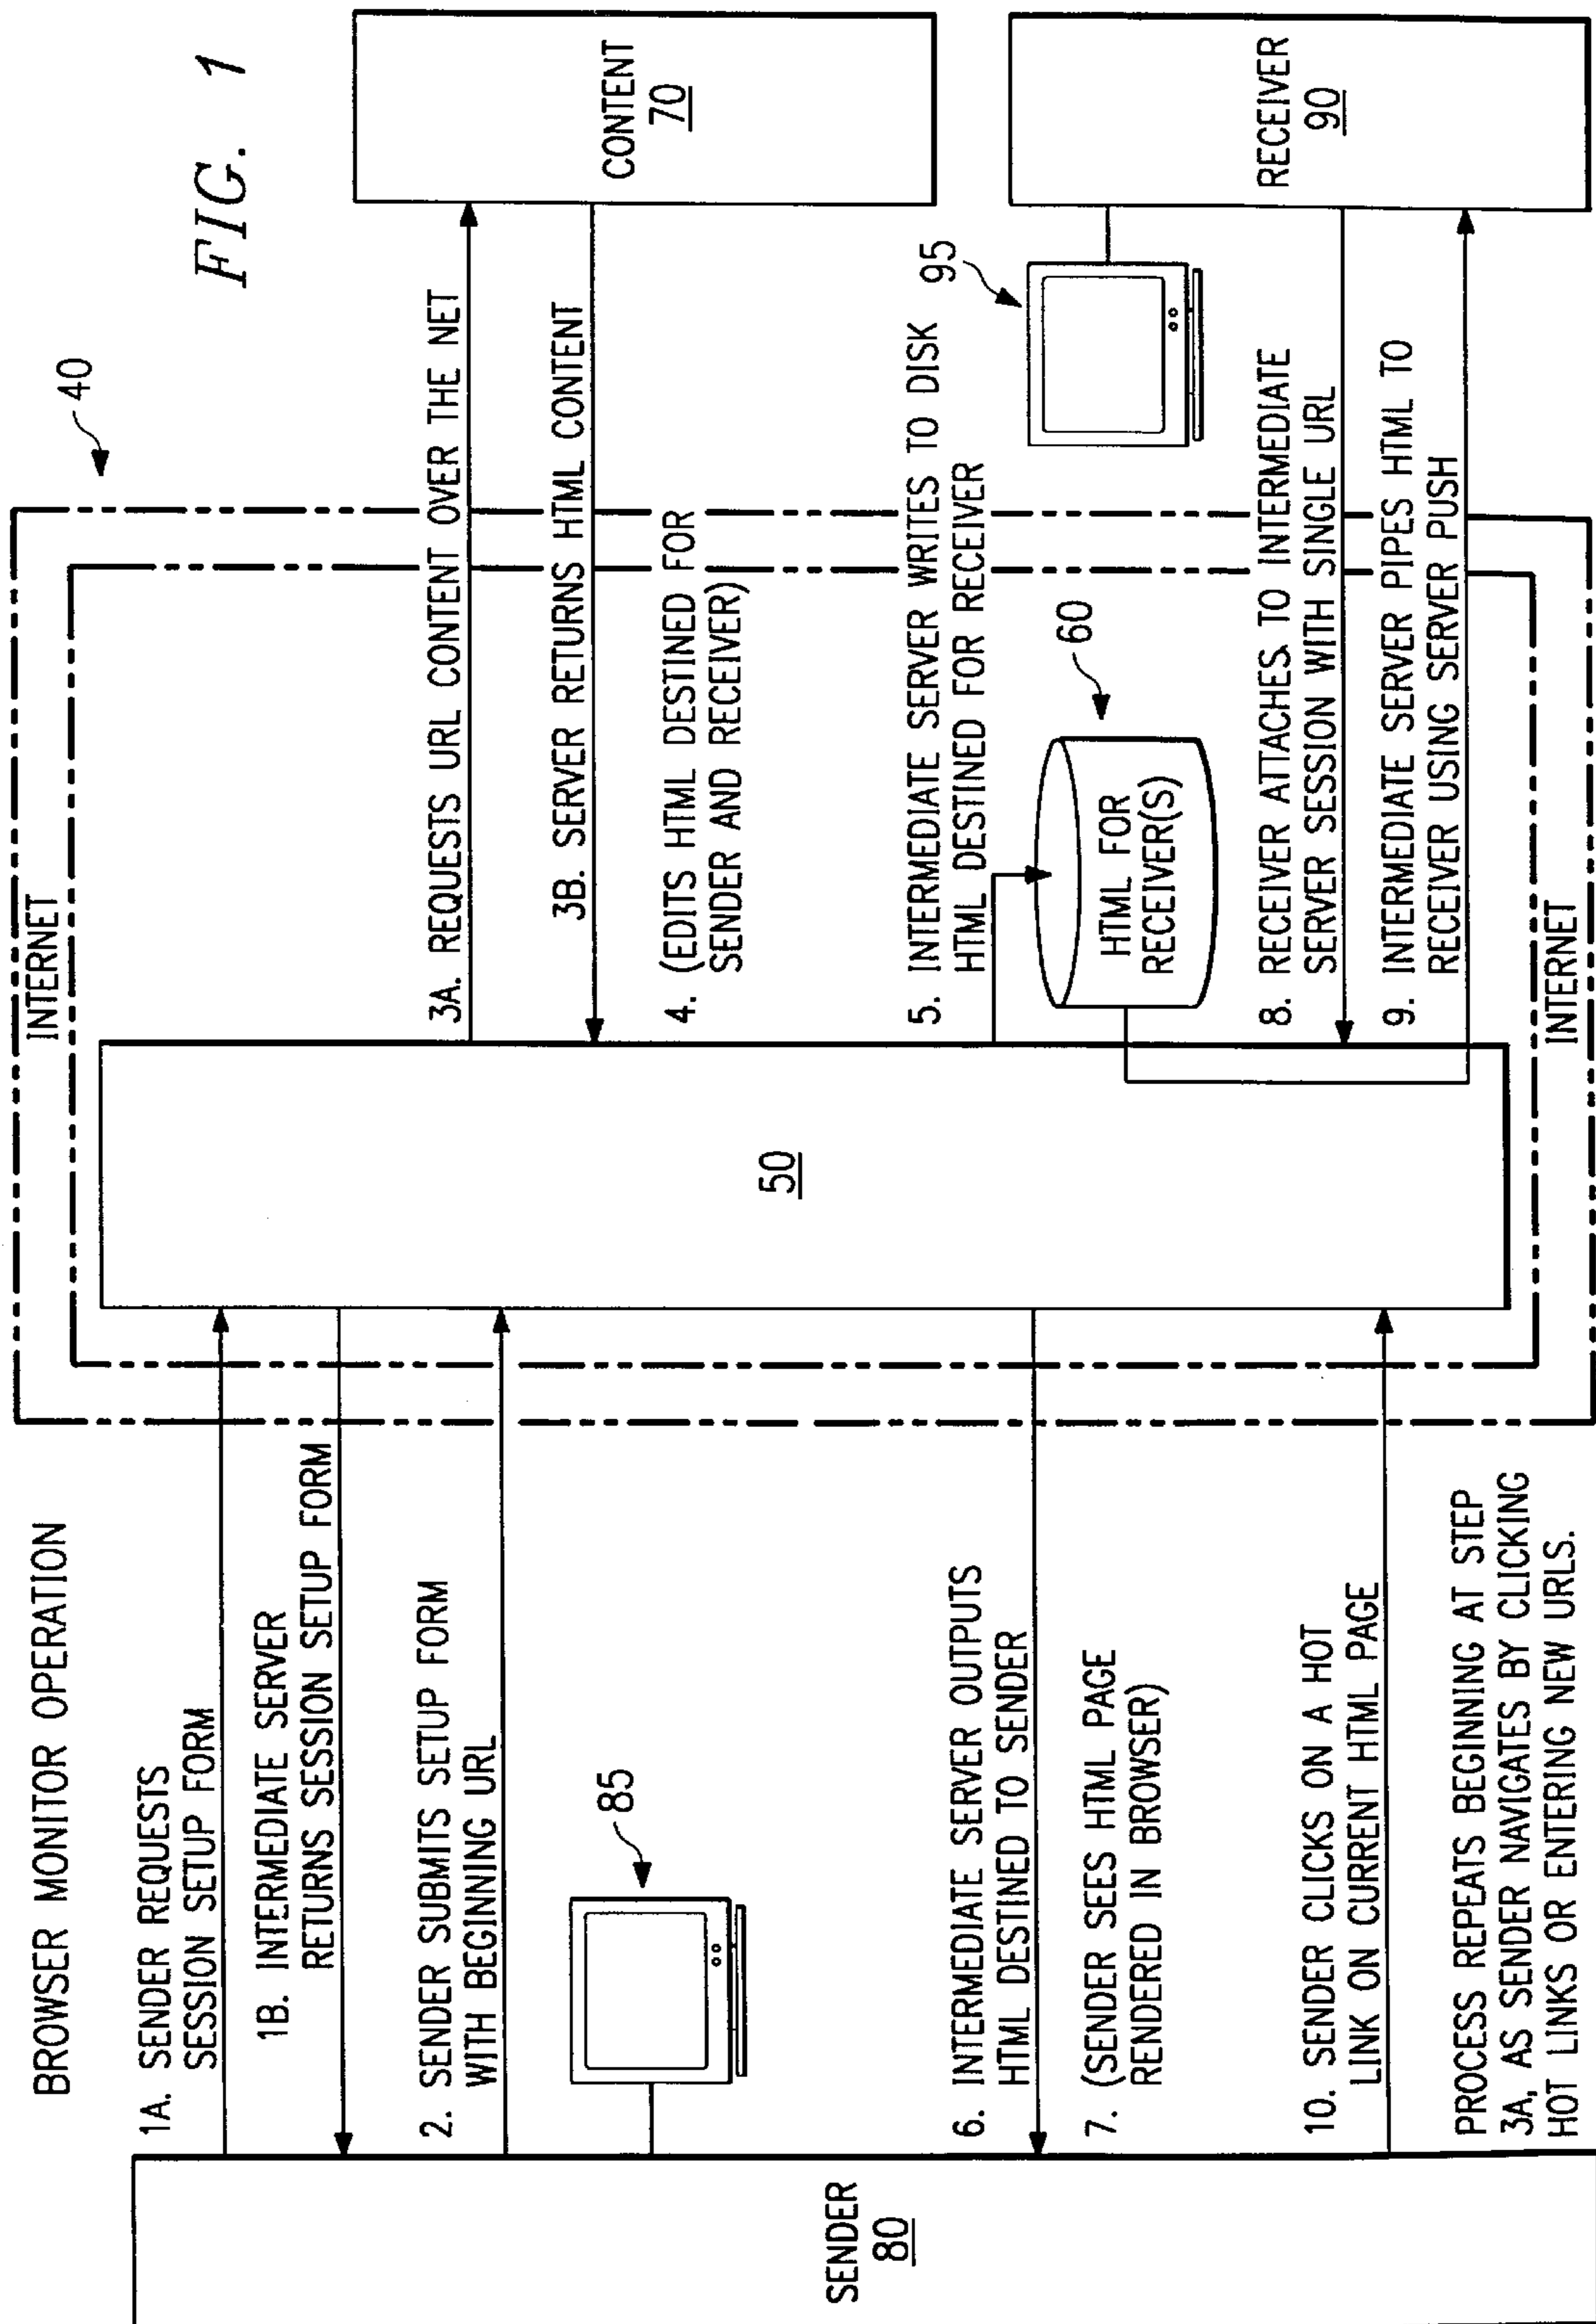 BROWSER MONITOR OPERATION
FIG. 1
40
INTERNET
1A. SENDER REQUESTS
SESSION SETUP FORM
1B. INTERMEDIATE SERVER
RETURNS SESSION SETUP FORM
2. SENDER SUBMITS SETUP FORM
WITH BEGINNING URL
85
SENDER
80
6. INTERMEDIATE SERVER OUTPUTS
HTML DESTINED TO SENDER
7. (SENDER SEES HTML PAGE
RENDERED IN BROWSER)
10. SENDER CLICKS ON A HOT
LINK ON CURRENT HTML PAGE
PROCESS REPEATS BEGINNING AT STEP
3A, AS SENDER NAVIGATES BY CLICKING
HOT LINKS OR ENTERING NEW URLS.
50
3A. REQUESTS URL CONTENT OVER THE NET
3B. SERVER RETURNS HTML CONTENT
4. (EDITS HTML DESTINED FOR
SENDER AND RECEIVER)
5. INTERMEDIATE SERVER WRITES TO DISK
HTML DESTINED FOR RECEIVER
60
HTML FOR
RECEIVER(S)
8. RECEIVER ATTACHES TO INTERMEDIATE
SERVER SESSION WITH SINGLE URL
9. INTERMEDIATE SERVER PIPES HTML TO
RECEIVER USING SERVER PUSH
INTERNET
CONTENT
70
95
RECEIVER
90